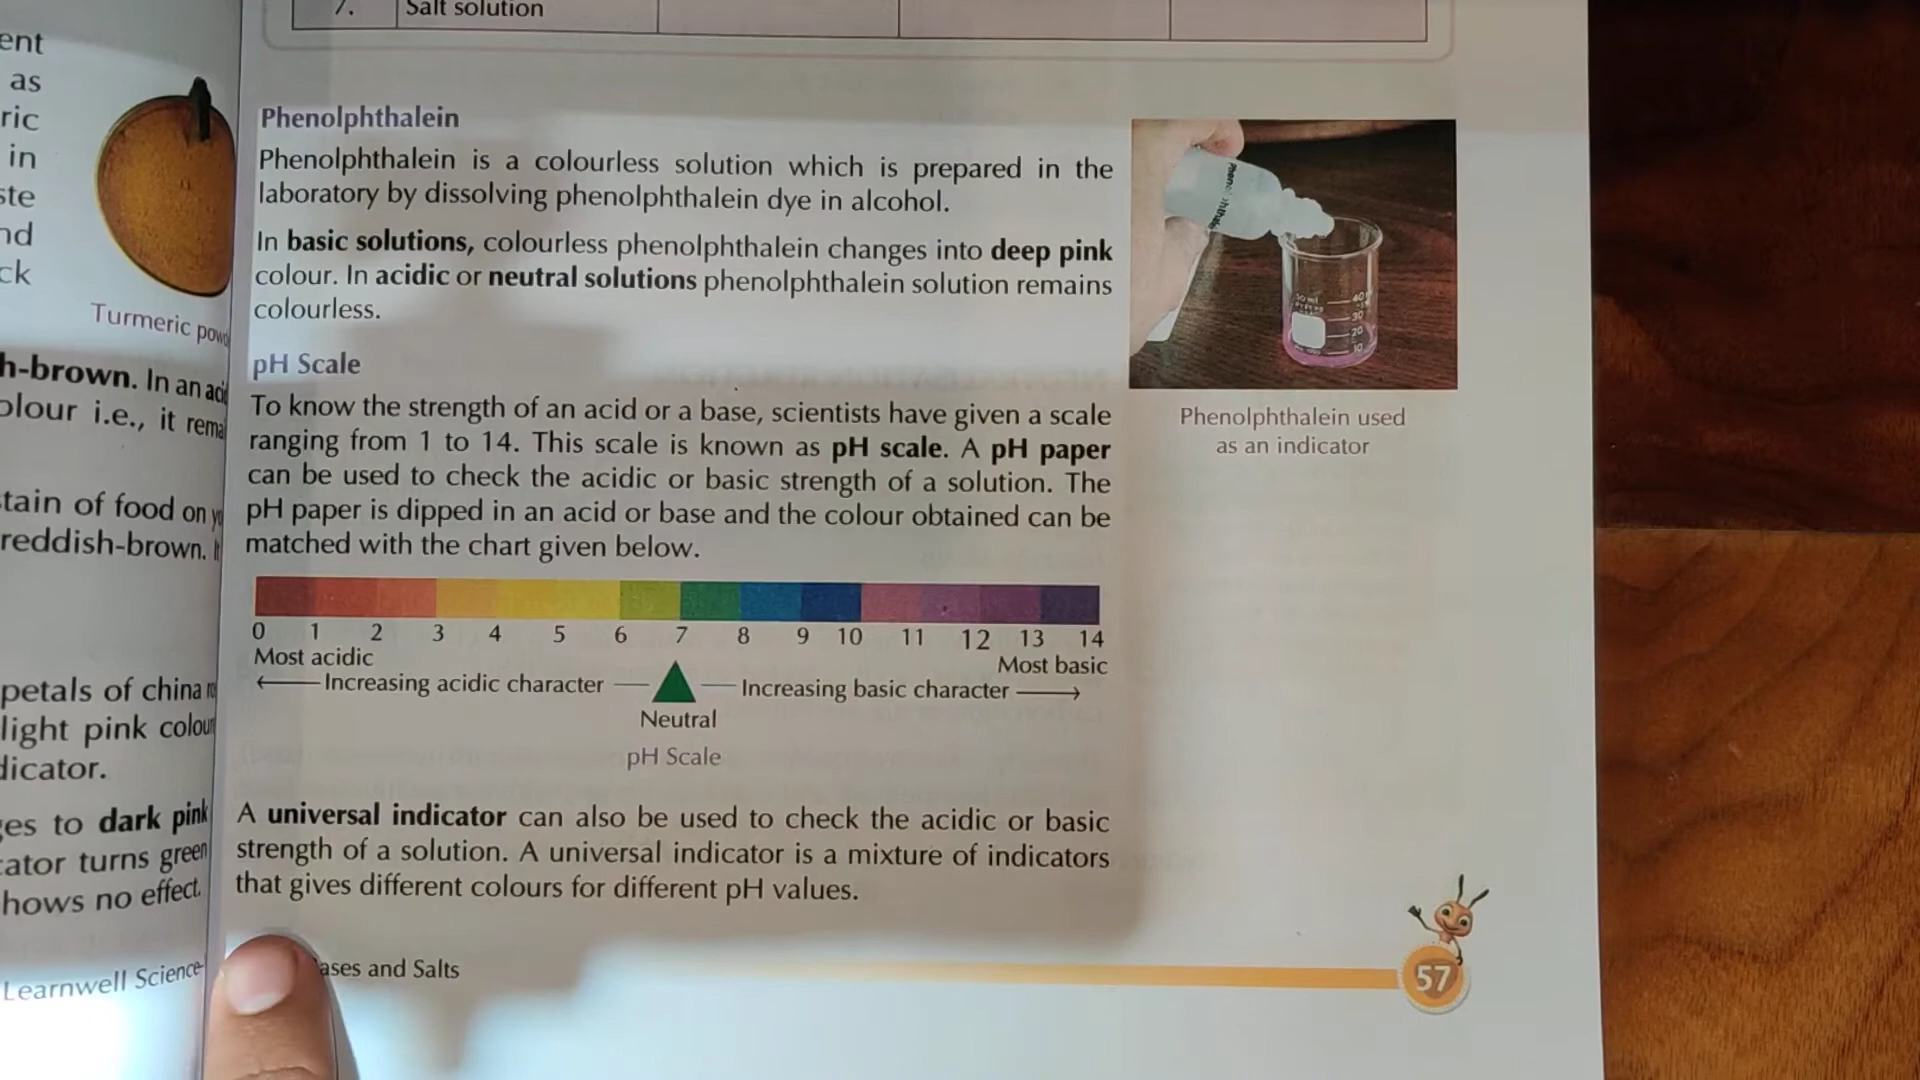 ent
as
ric
in
ste
nd
ck
Turmeric
h-brown. In an
olour i.e., it
tain of food on
reddish-brown.
petals of china
light pink
dicator.
es to dark pink
ator turns green
hows no effect.
Learnwell Science
7. Salt solution
Phenolphthalein
Phenolphthalein is a colourless solution which is prepared in the
laboratory by dissolving phenolphthalein dye in alcohol.
In basic solutions, colourless phenolphthalein changes into deep pink
colour. In acidic or neutral solutions phenolphthalein solution remains
colourless.
Phenolphthalein used
as an indicator
pH Scale
To know the strength of an acid or a base, scientists have given a scale
ranging from 1 to 14. This scale is known as pH scale. A pH paper
can be used to check the acidic or basic strength of a solution. The
pH paper is dipped in an acid or base and the colour obtained can be
matched with the chart given below.
0 1 2 3 4 5 6 7 8 9 10 11 12 13 14
Most acidic Most basic
Increasing acidic character Increasing basic character
Neutral
pH Scale
A universal indicator can also be used to check the acidic or basic
strength of a solution. A universal indicator is a mixture of indicators
that gives different colours for different pH values.
ases and Salts
57